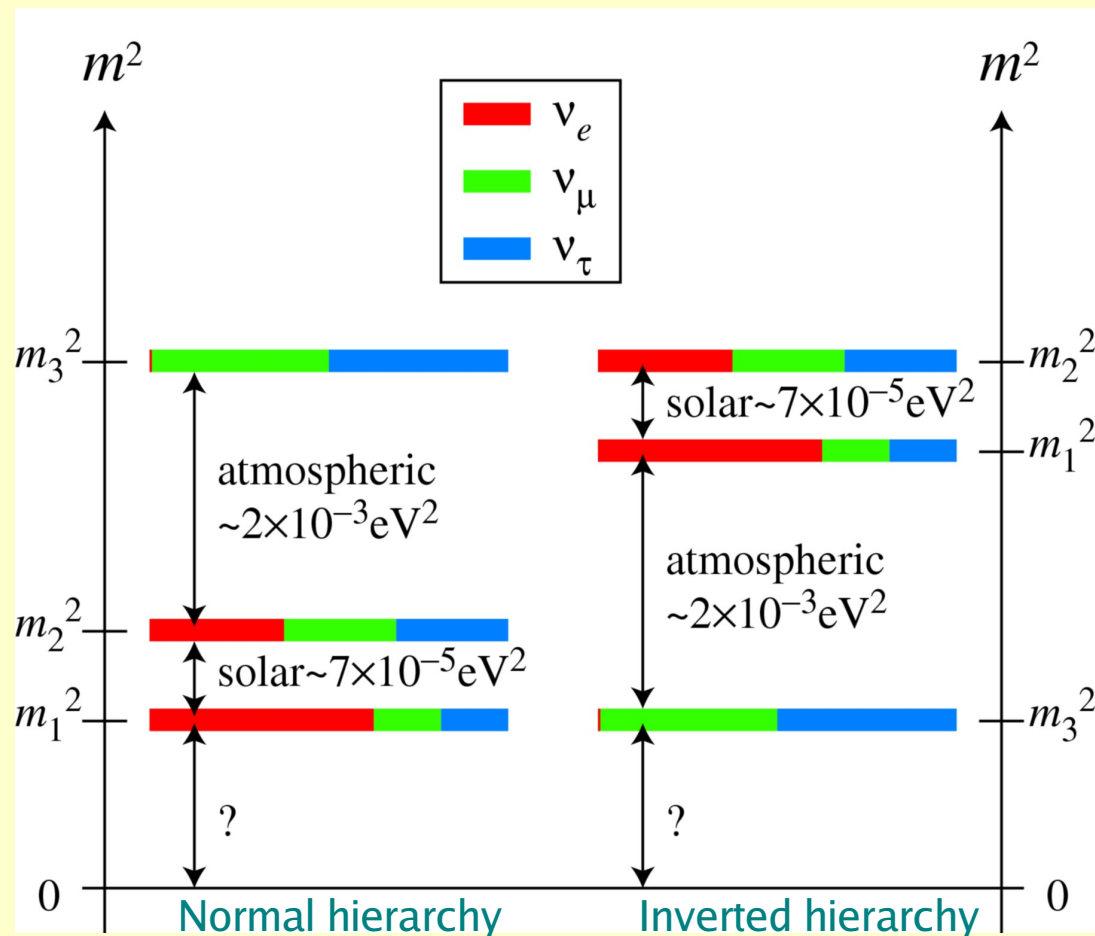 m²
m²
νe
νμ
ντ
m₃²
m₂²
solar~7×10⁻⁵eV²
m₁²
atmospheric
~2×10⁻³eV²
atmospheric
~2×10⁻³eV²
m₂²
solar~7×10⁻⁵eV²
m₁²
m₃²
?
?
0
0
Normal hierarchy
Inverted hierarchy